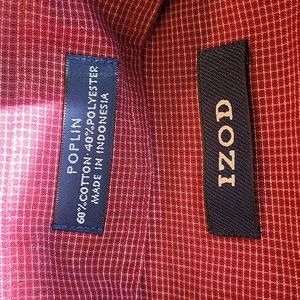 POPLIN
60%COTTON·40%POLYESTER
MADE IN INDONESIA
IZOD